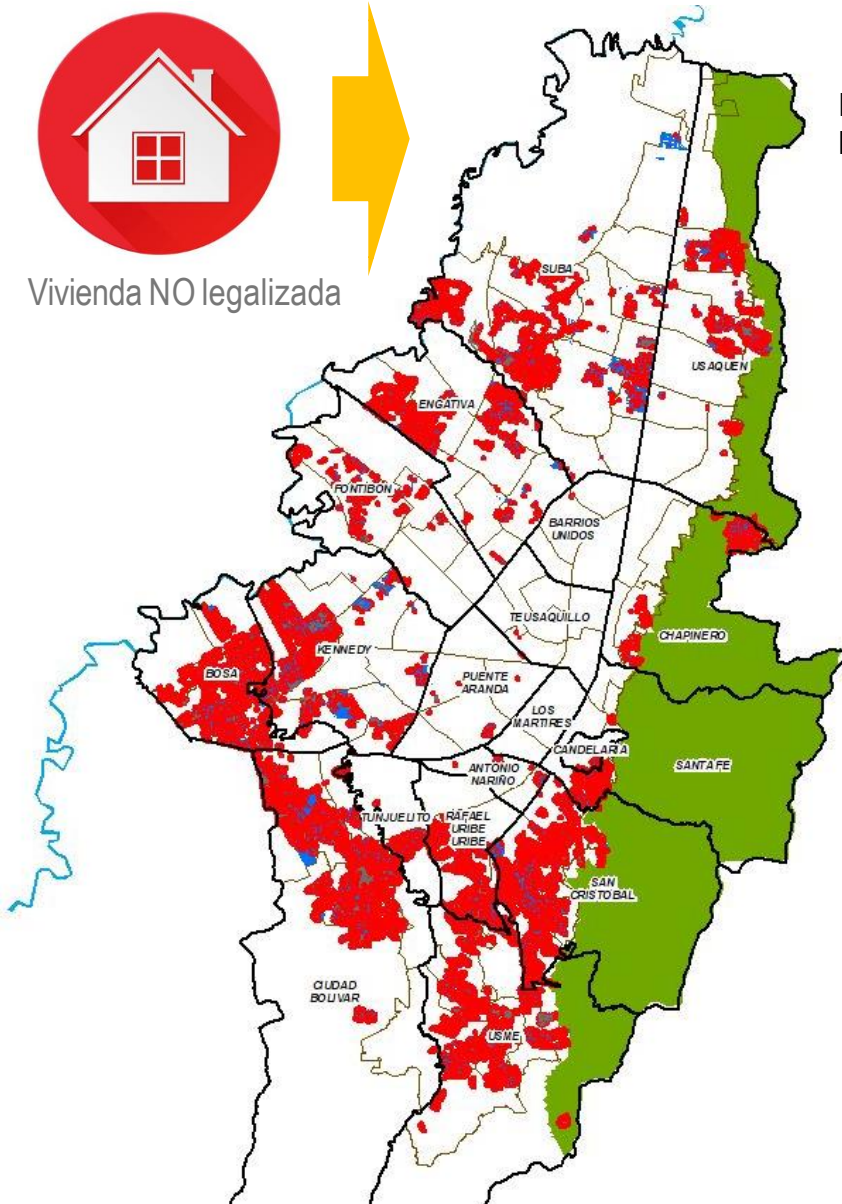 Vivienda NO legalizada
SUBA
USAQUEN
ENGATIVA
FONTIBON
BARRIOS
UNIDOS
TEUSAQUILLO
CHAPINERO
KENNEDY
BOSA
PUENTE
ARANDA
LOS
MARTIRES
CANDELARIA
SANTA FE
ANTONIO
NARIÑO
TUNJUELITO
RAFAEL
URIBE
URIBE
SAN
CRISTOBAL
CIUDAD
BOLIVAR
USME